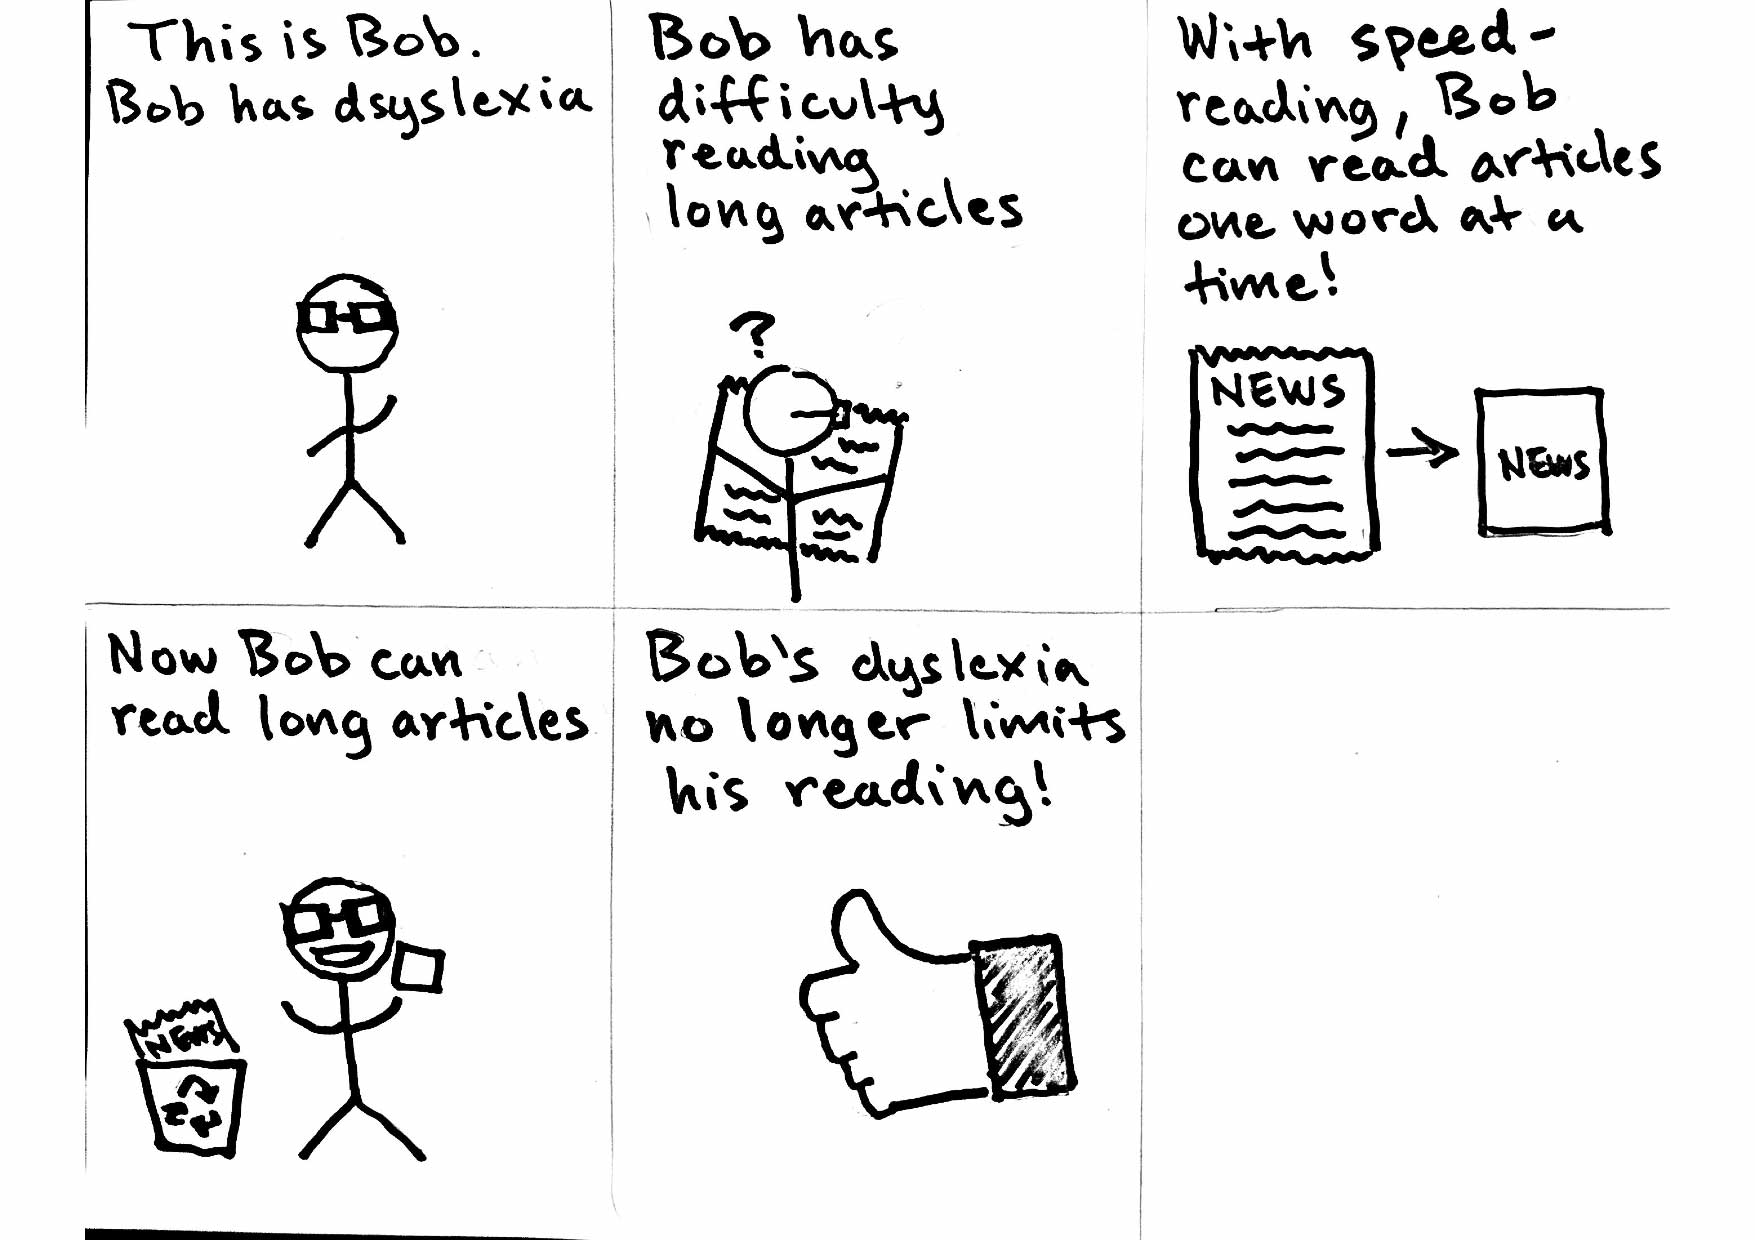 This is Bob.
Bob has dsyslexia
Bob has
difficulty
reading
long articles
?
With speed-
reading, Bob
can read articles
one word at a
time!
NEWS
NEWS
Now Bob can
read long articles
NEWS
Bob's dyslexia
no longer limits
his reading!